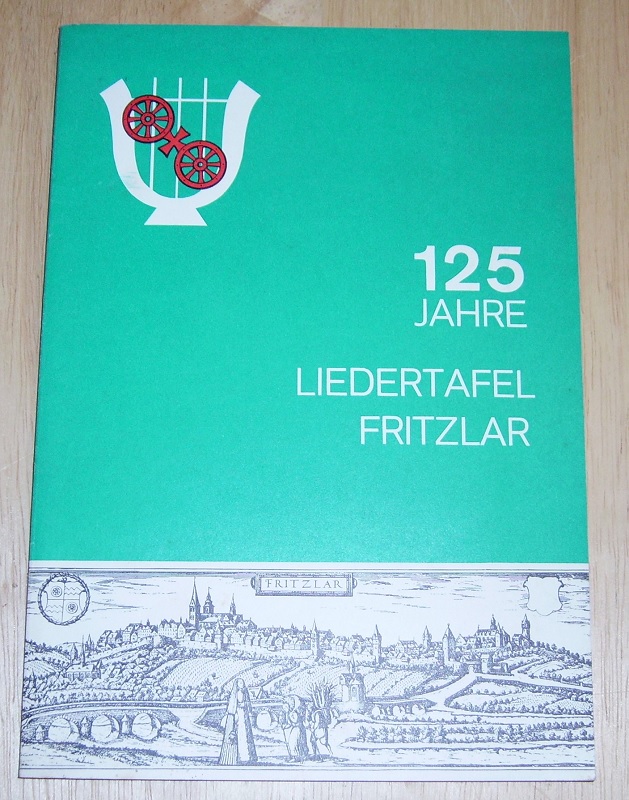 125
JAHRE
LIEDERTAFEL
FRITZLAR
FRITZLAR